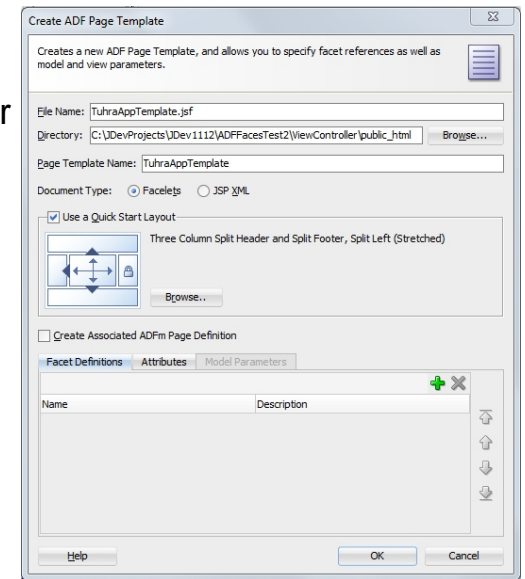 r
Create ADF Page Template
Creates a new ADF Page Template, and allows you to specify facet references as well as
model and view parameters.
File Name: TuhraAppTemplate.jsf
Directory: C:\JDevProjects\JDev1112\ADFFacesTest2\ViewController\public_html Browse...
Page Template Name: TuhraAppTemplate
Document Type: Facelets JSP XML
Use a Quick Start Layout
Three Column Split Header and Split Footer, Split Left (Stretched)
Browse..
Create Associated ADFm Page Definition
Facet Definitions Attributes Model Parameters
Name Description
Help OK Cancel